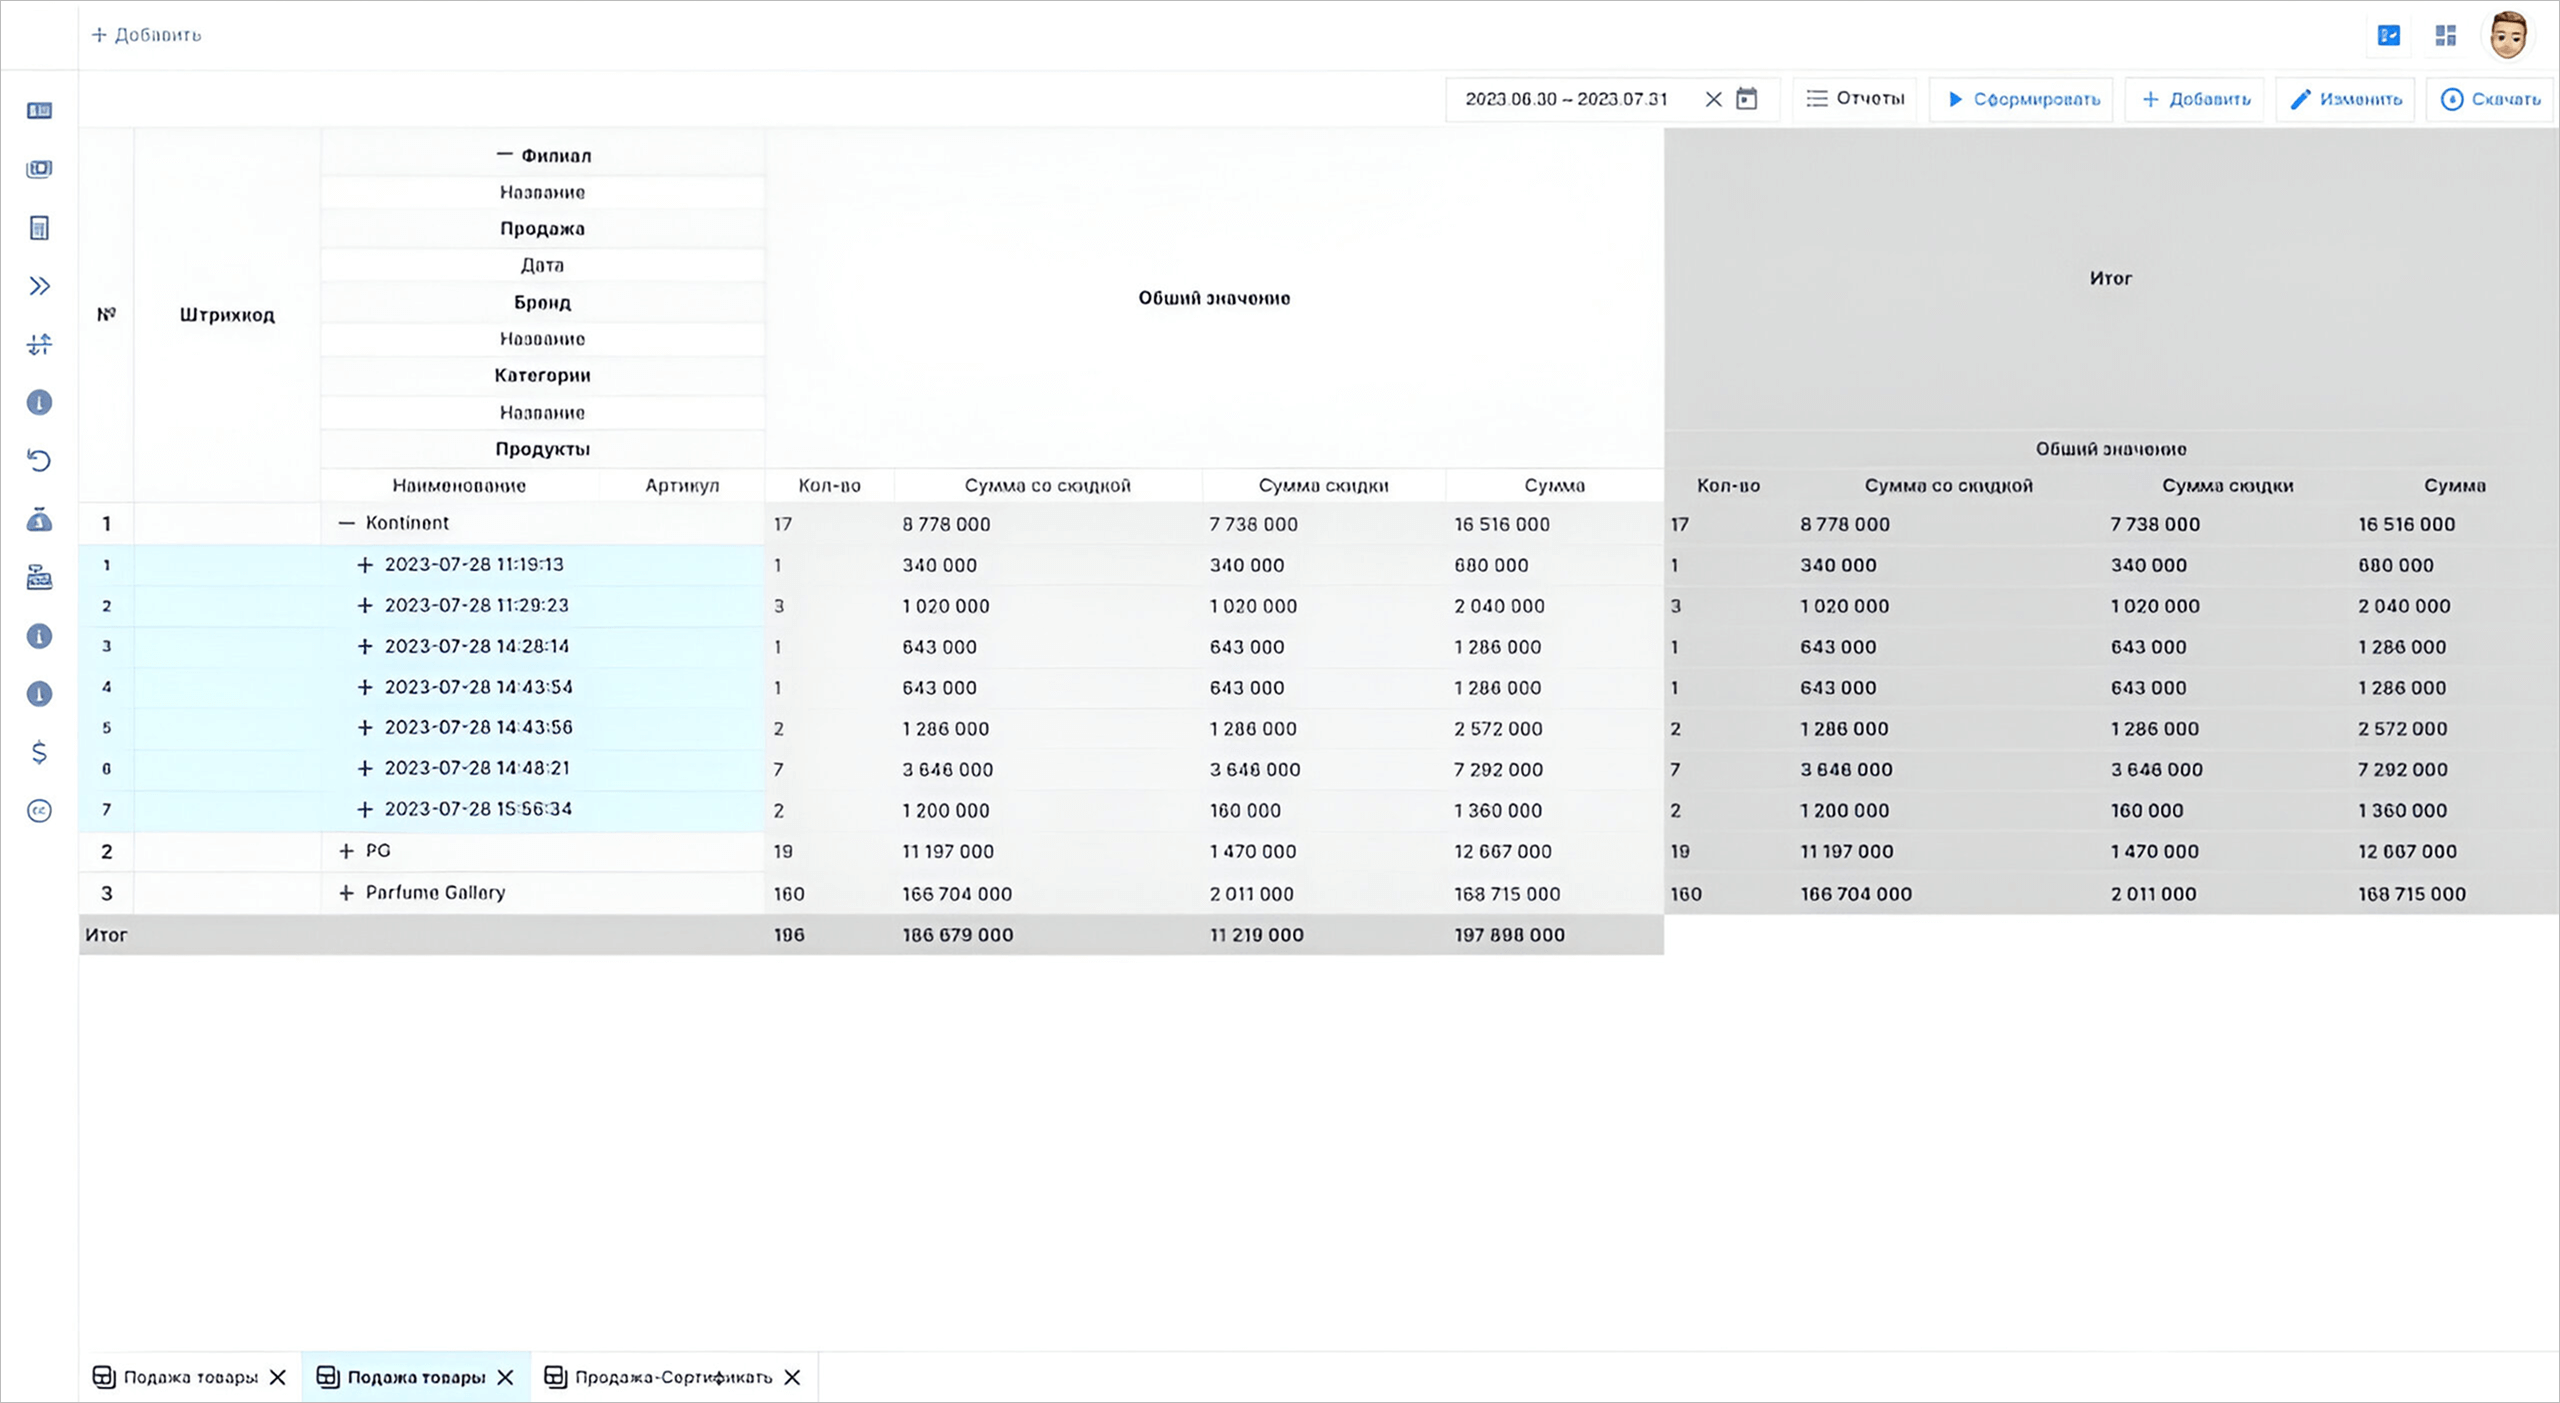 + Добавить
2023.06.30 – 2023.07.31 Отчеты Сформировать + Добавить Изменить Скачать
— Филиал
Название
Продажа
Дата
Бренд
Название
Категории
Название
Продукты
№ Штрихкод Наименование Артикул
Обший значение
Кол-во Сумма со скидкой Сумма скидки Сумма
Итог
Обший значение
Кол-во Сумма со скидкой Сумма скидки Сумма
1 — Kontinent 17 8 778 000 7 738 000 16 516 000 17 8 778 000 7 738 000 16 516 000
1 + 2023-07-28 11:19:13 1 340 000 340 000 680 000 1 340 000 340 000 680 000
2 + 2023-07-28 11:29:23 3 1 020 000 1 020 000 2 040 000 3 1 020 000 1 020 000 2 040 000
3 + 2023-07-28 14:28:14 1 643 000 643 000 1 286 000 1 643 000 643 000 1 286 000
4 + 2023-07-28 14:43:54 1 643 000 643 000 1 286 000 1 643 000 643 000 1 286 000
5 + 2023-07-28 14:43:56 2 1 286 000 1 286 000 2 572 000 2 1 286 000 1 286 000 2 572 000
6 + 2023-07-28 14:48:21 7 3 646 000 3 646 000 7 292 000 7 3 646 000 3 646 000 7 292 000
7 + 2023-07-28 15:56:34 2 1 200 000 160 000 1 360 000 2 1 200 000 160 000 1 360 000
2 + PG 19 11 197 000 1 470 000 12 667 000 19 11 197 000 1 470 000 12 667 000
3 + Parfume Gallery 160 166 704 000 2 011 000 168 715 000 160 166 704 000 2 011 000 168 715 000
Итог 196 186 679 000 11 219 000 197 898 000
Подажа товары Подажа товары Продажа-Сертификать